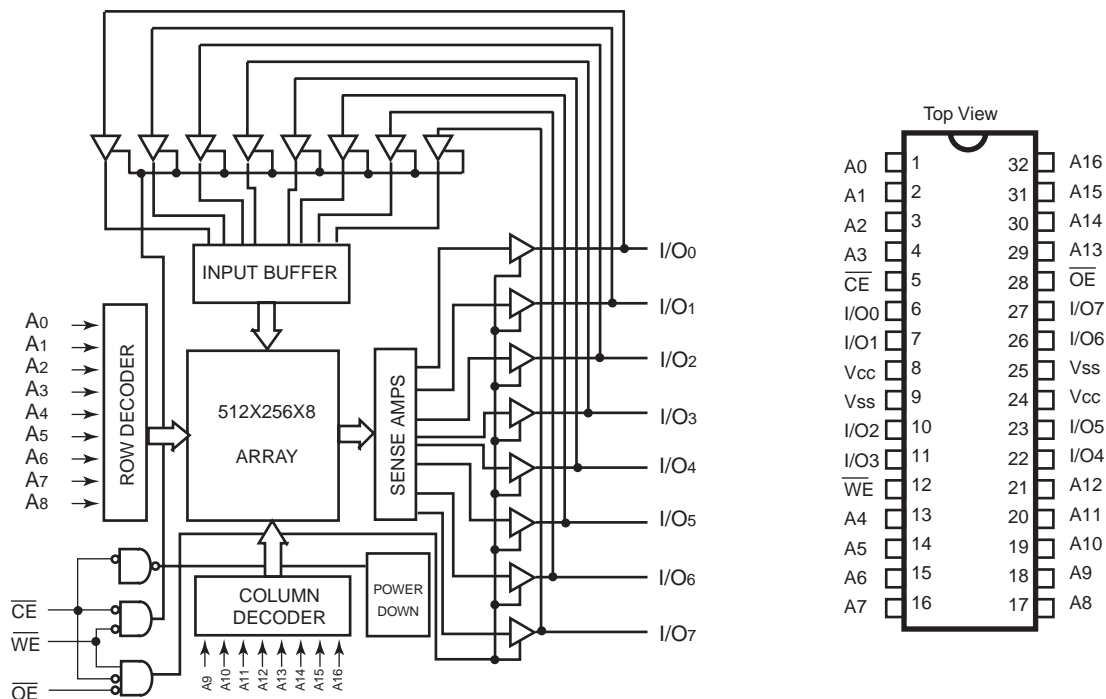 INPUT BUFFER
I/O0
I/O1
I/O2
I/O3
I/O4
I/O5
I/O6
I/O7
A0
A1
A2
A3
A4
A5
A6
A7
A8
ROW DECODER
512X256X8
ARRAY
SENSE AMPS
COLUMN
DECODER
POWER
DOWN
CE
WE
OE
A9
A10
A11
A12
A13
A14
A15
A16
Top View
A0 1 32 A16
A1 2 31 A15
A2 3 30 A14
A3 4 29 A13
CE 5 28 OE
I/O0 6 27 I/O7
I/O1 7 26 I/O6
Vcc 8 25 Vss
Vss 9 24 Vcc
I/O2 10 23 I/O5
I/O3 11 22 I/O4
WE 12 21 A12
A4 13 20 A11
A5 14 19 A10
A6 15 18 A9
A7 16 17 A8